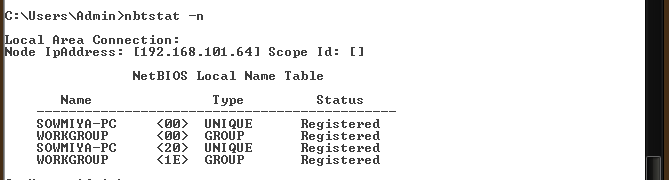 C:\Users\Admin>nbtstat -n
Local Area Connection:
Node IpAddress: [192.168.101.64] Scope Id: []
NetBIOS Local Name Table
Name Type Status
---------------------------------------------
SOWMIYA-PC <00> UNIQUE Registered
WORKGROUP <00> GROUP Registered
SOWMIYA-PC <20> UNIQUE Registered
WORKGROUP <1E> GROUP Registered